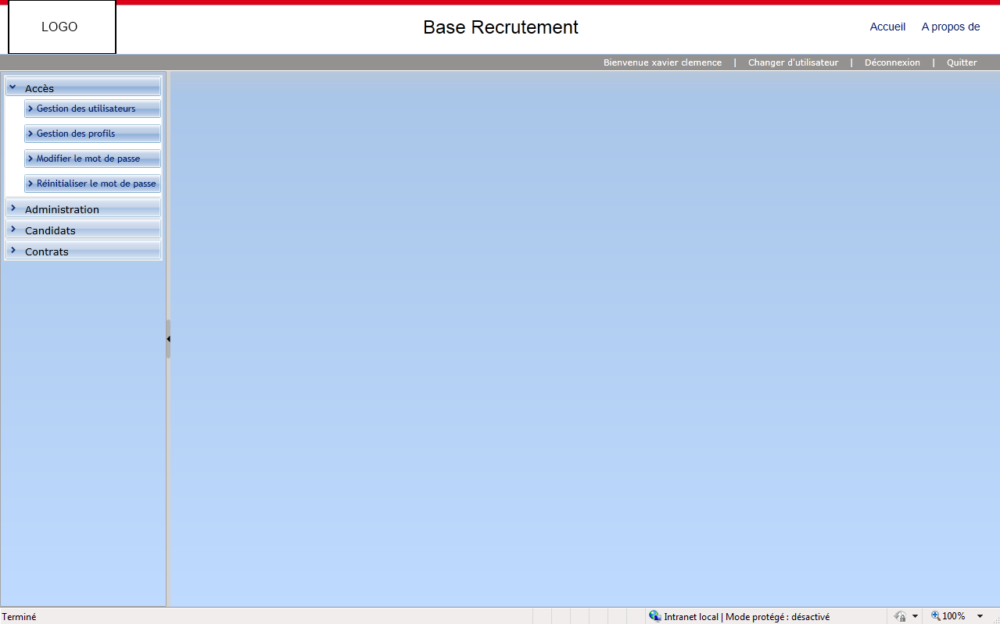 LOGO
Base Recrutement
Accueil A propos de
Bienvenue xavier clemence | Changer d'utilisateur | Déconnexion | Quitter
Accès
Gestion des utilisateurs
Gestion des profils
Modifier le mot de passe
Réinitialiser le mot de passe
Administration
Candidats
Contrats
Terminé
Intranet local | Mode protégé : désactivé
100%